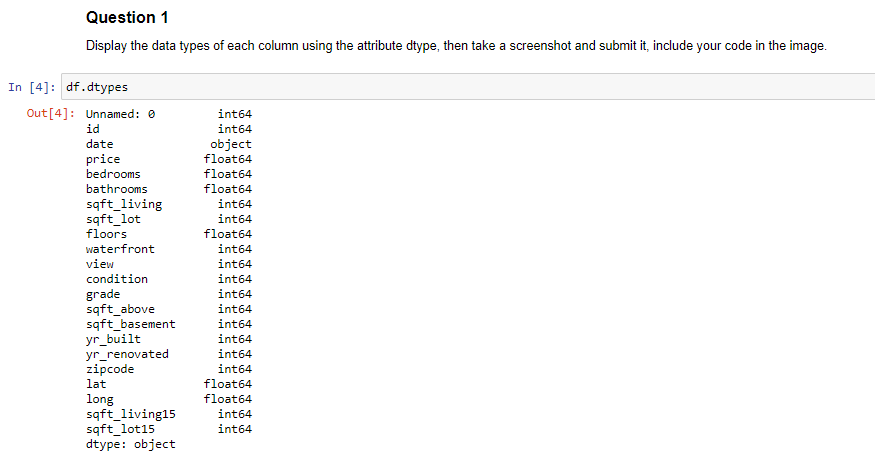 Question 1
Display the data types of each column using the attribute dtype, then take a screenshot and submit it, include your code in the image.
In [4]: df.dtypes
Out[4]: Unnamed: 0 int64
id int64
date object
price float64
bedrooms float64
bathrooms float64
sqft_living int64
sqft_lot int64
floors float64
waterfront int64
view int64
condition int64
grade int64
sqft_above int64
sqft_basement int64
yr_built int64
yr_renovated int64
zipcode int64
lat float64
long float64
sqft_living15 int64
sqft_lot15 int64
dtype: object